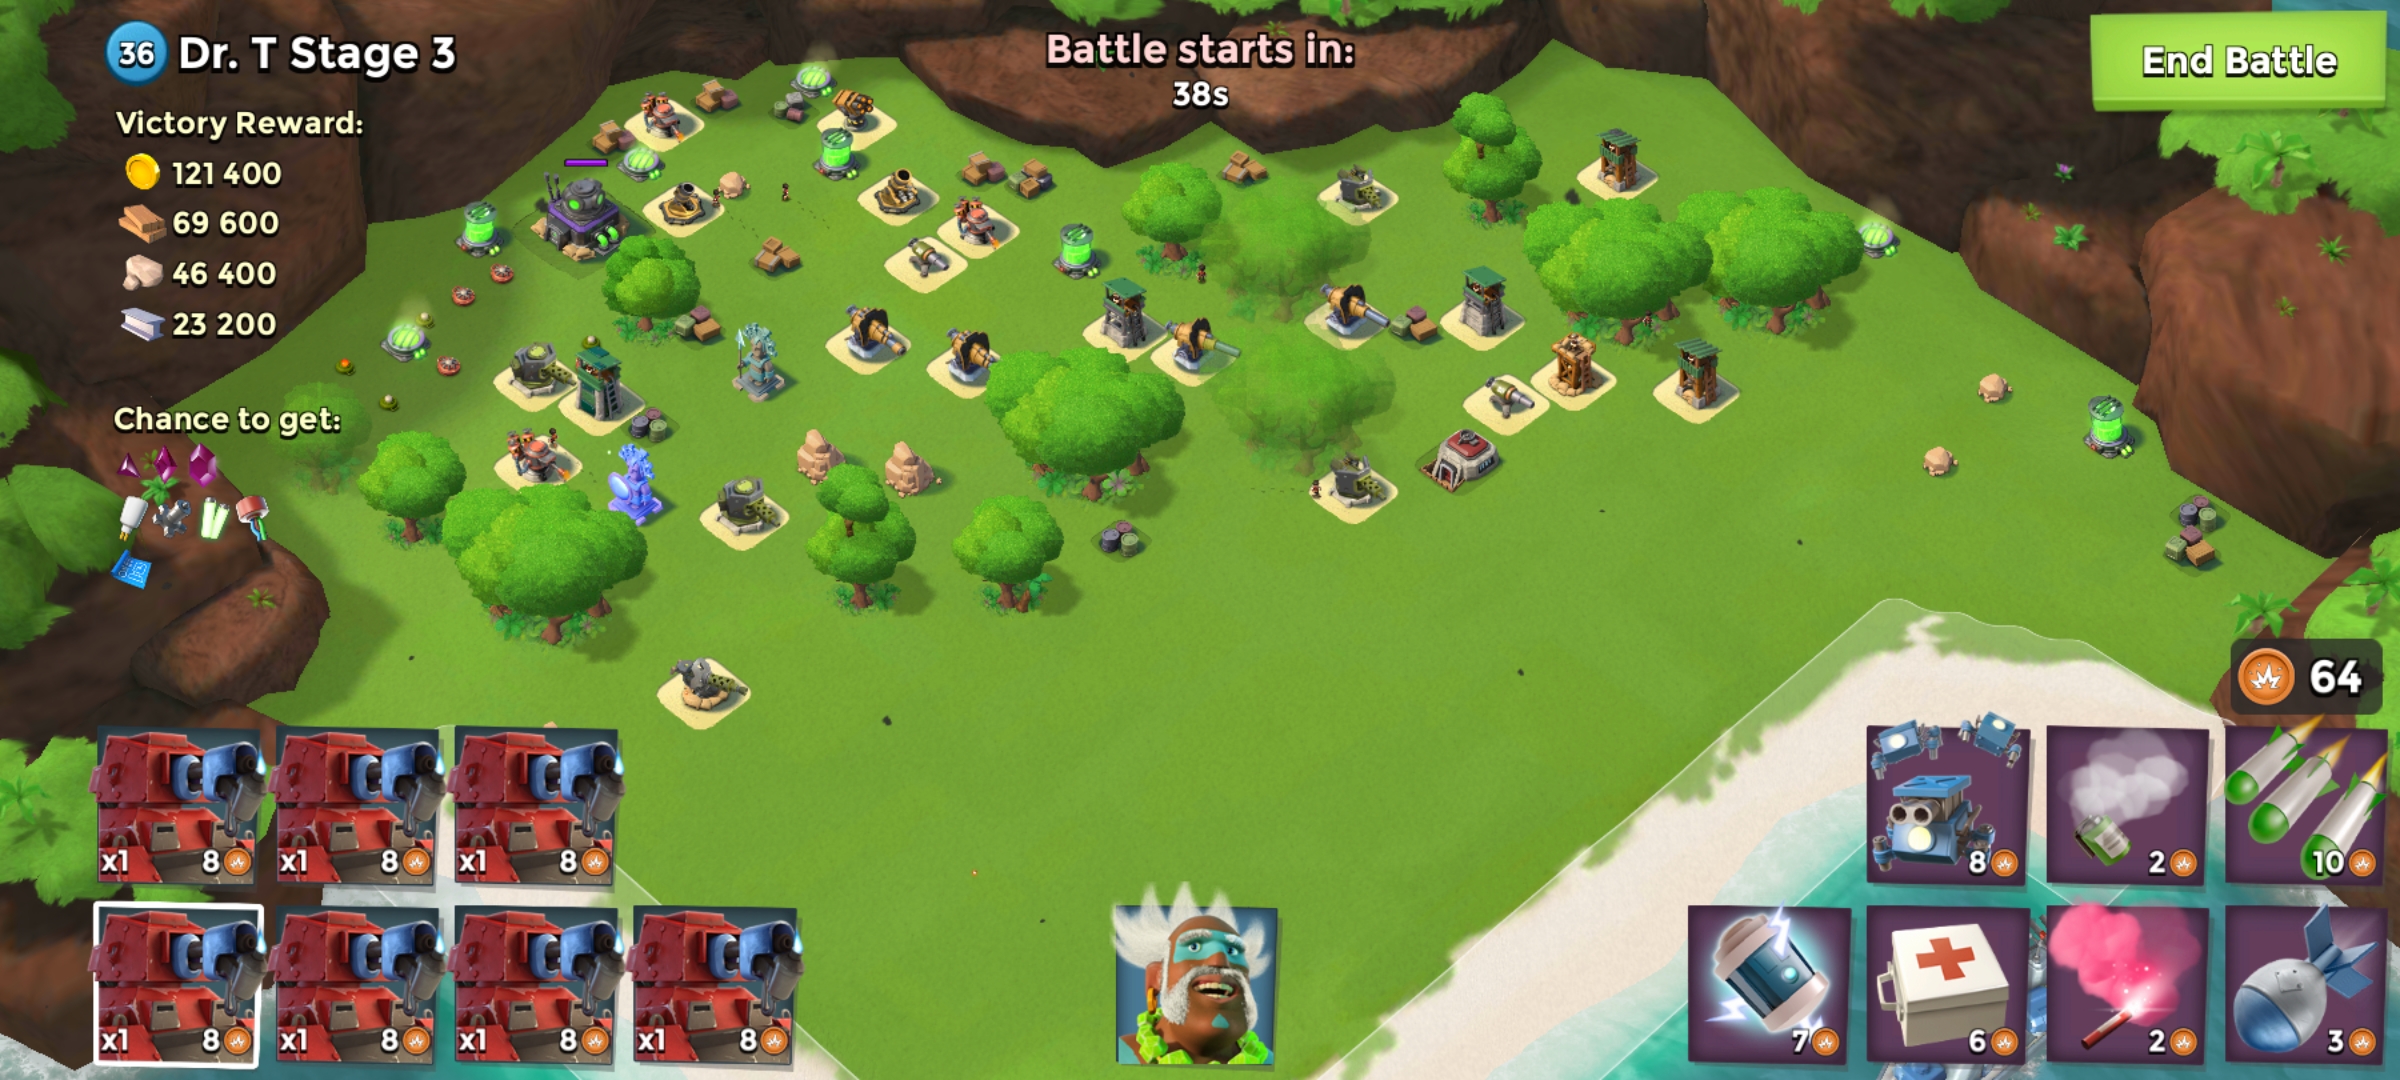 36 Dr. T Stage 3
Victory Reward:
121 400
69 600
46 400
23 200
Chance to get:
Battle starts in:
38s
End Battle
64
x1 8
x1 8
x1 8
8
2
10
x1 8
x1 8
x1 8
x1 8
7
6
2
3